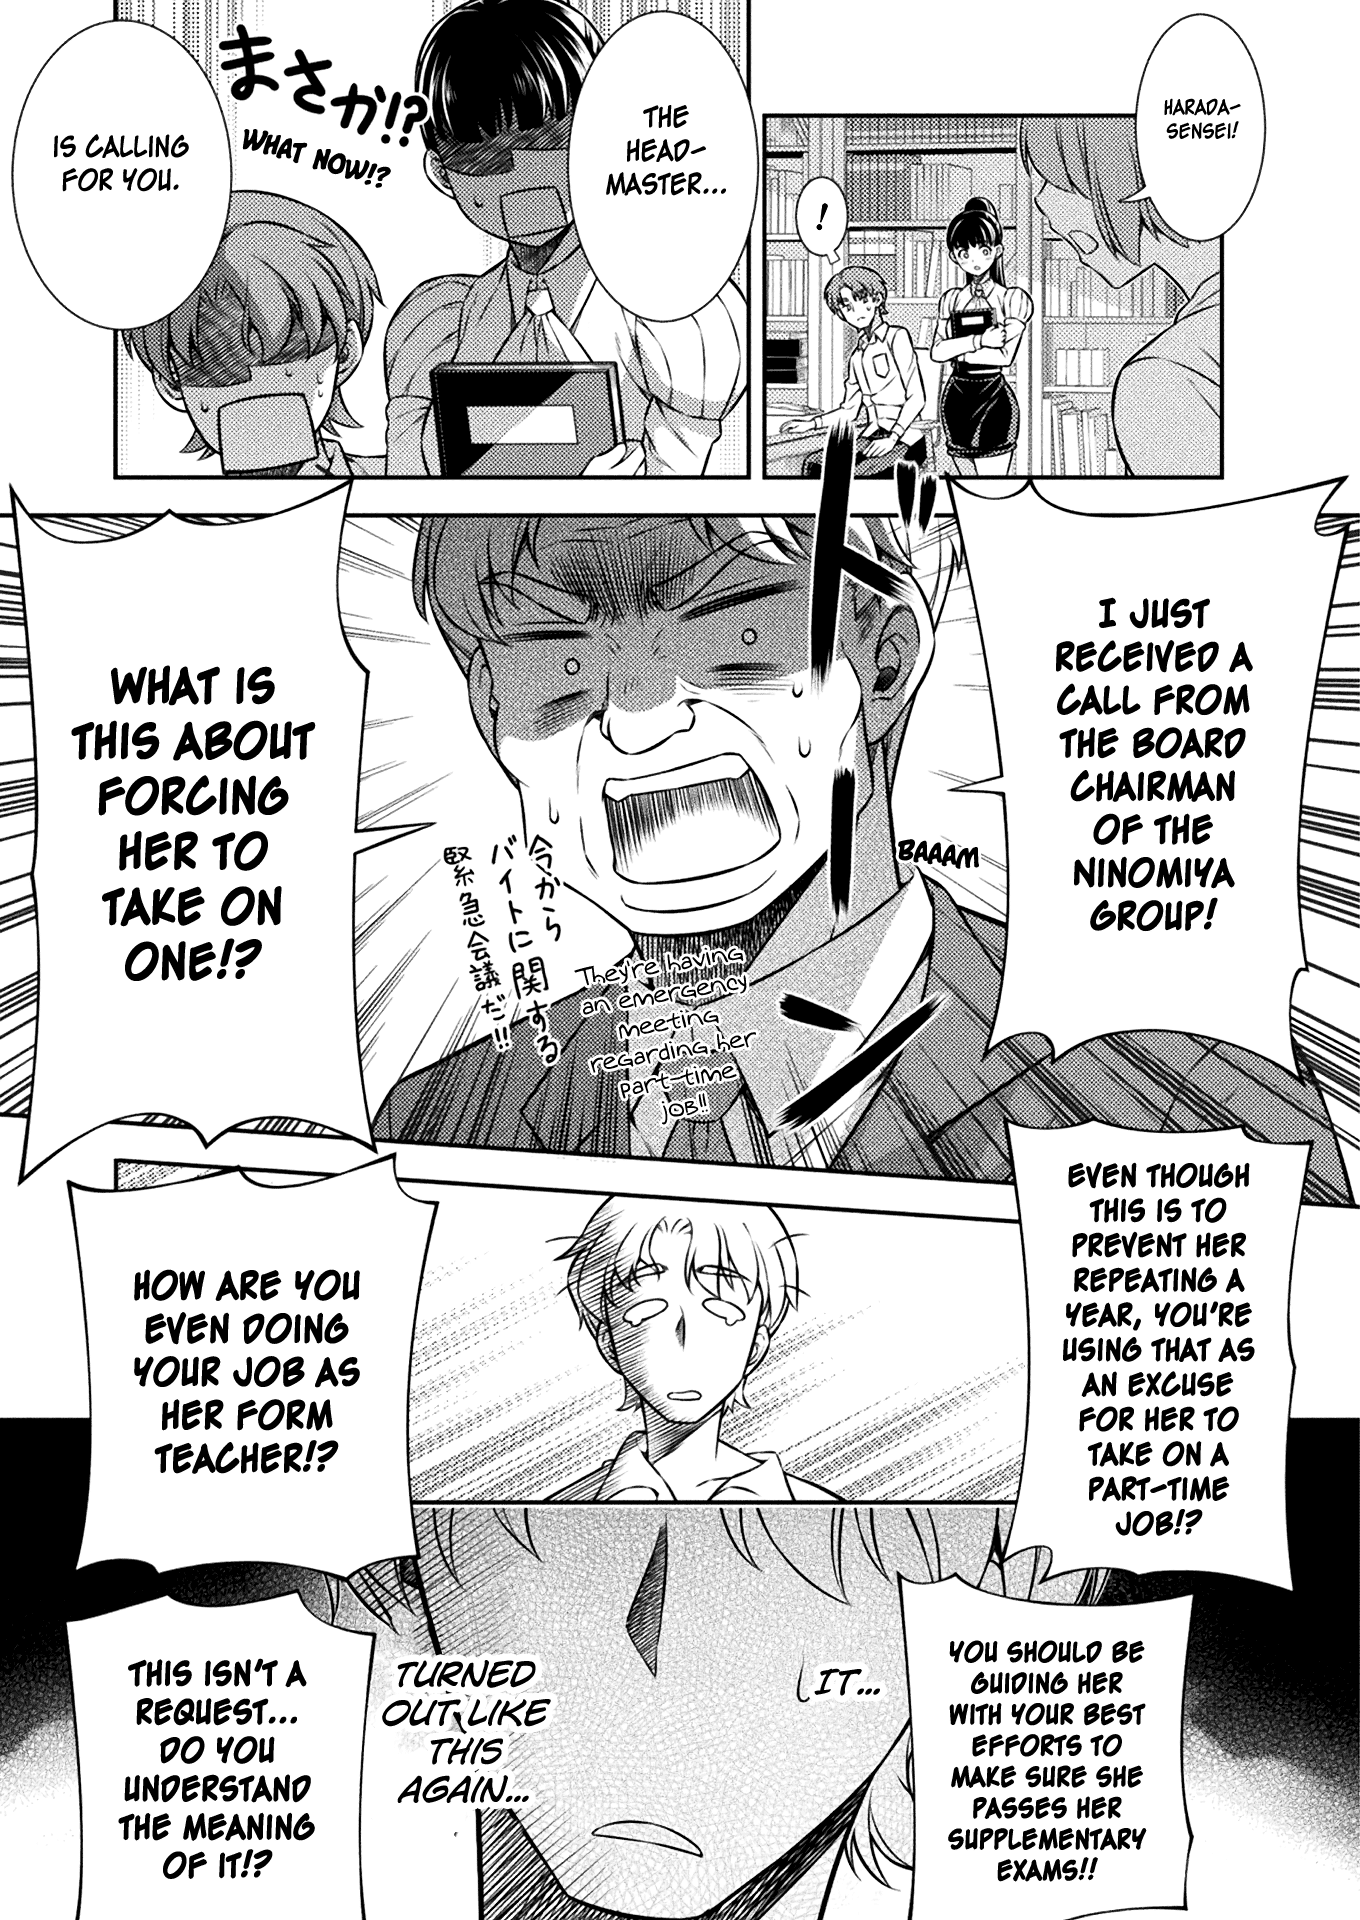 HARADA-
SENSEI!
!
THE
HEAD-
MASTER...
まさか!?
WHAT NOW!?
IS CALLING
FOR YOU.
I JUST
RECEIVED A
CALL FROM
THE BOARD
CHAIRMAN
OF THE
NINOMIYA
GROUP!
ドーン
BAAAM
今から
バイトに関する
緊急会議だ!!
They're having
an emergency
meeting
regarding her
part-time
job!!
WHAT IS
THIS ABOUT
FORCING
HER TO
TAKE ON
ONE!?
EVEN THOUGH
THIS IS TO
PREVENT HER
REPEATING A
YEAR, YOU'RE
USING THAT AS
AN EXCUSE
FOR HER TO
TAKE ON A
PART-TIME
JOB!?
HOW ARE YOU
EVEN DOING
YOUR JOB AS
HER FORM
TEACHER!?
YOU SHOULD BE
GUIDING HER
WITH YOUR BEST
EFFORTS TO
MAKE SURE SHE
PASSES HER
SUPPLEMENTARY
EXAMS!!
IT...
TURNED
OUT LIKE
THIS
AGAIN...
THIS ISN'T A
REQUEST...
DO YOU
UNDERSTAND
THE MEANING
OF IT!?